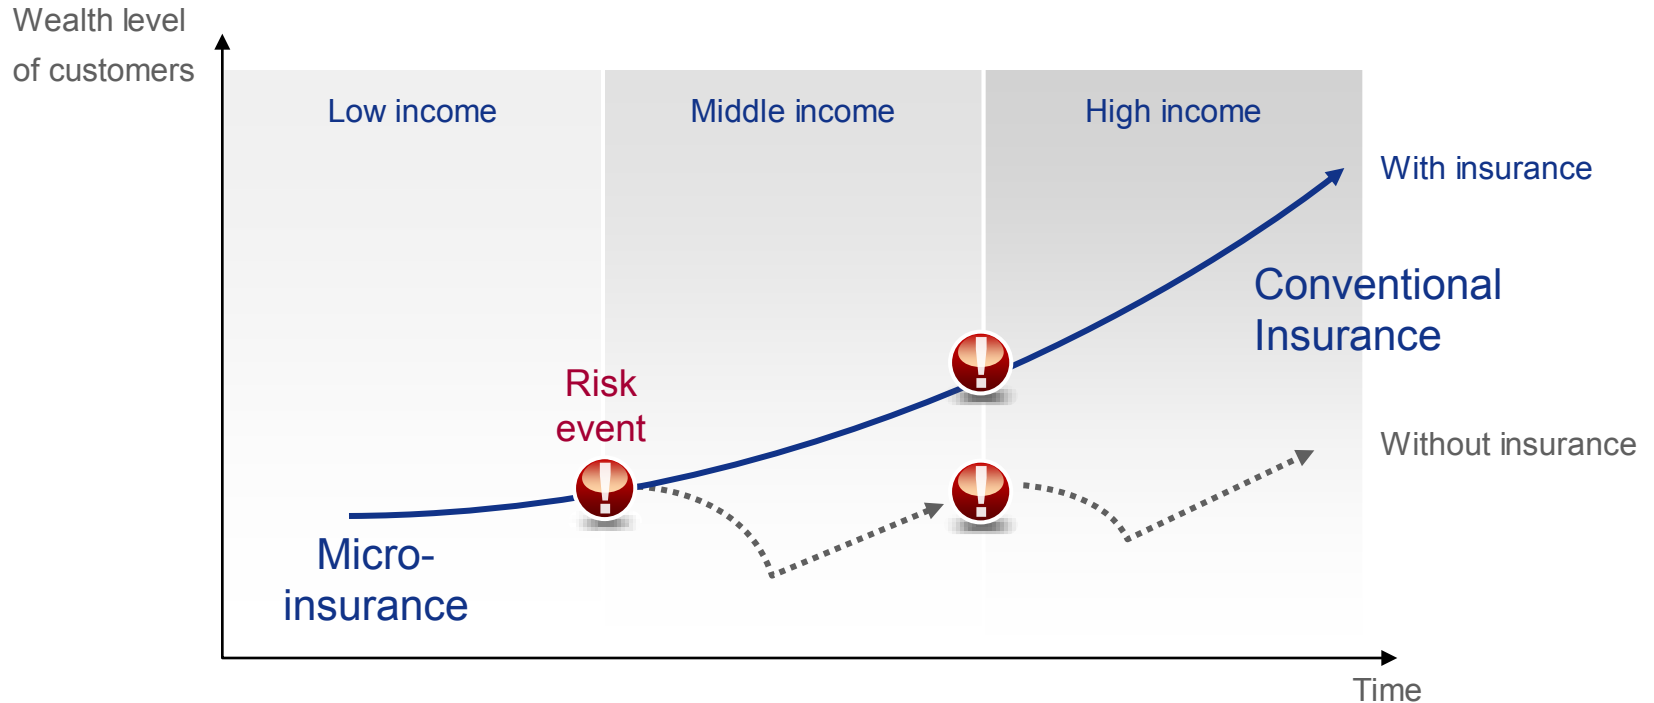 Wealth level
of customers
Low income
Middle income
High income
With insurance
Conventional
Insurance
Risk
event
Without insurance
Micro-
insurance
Time